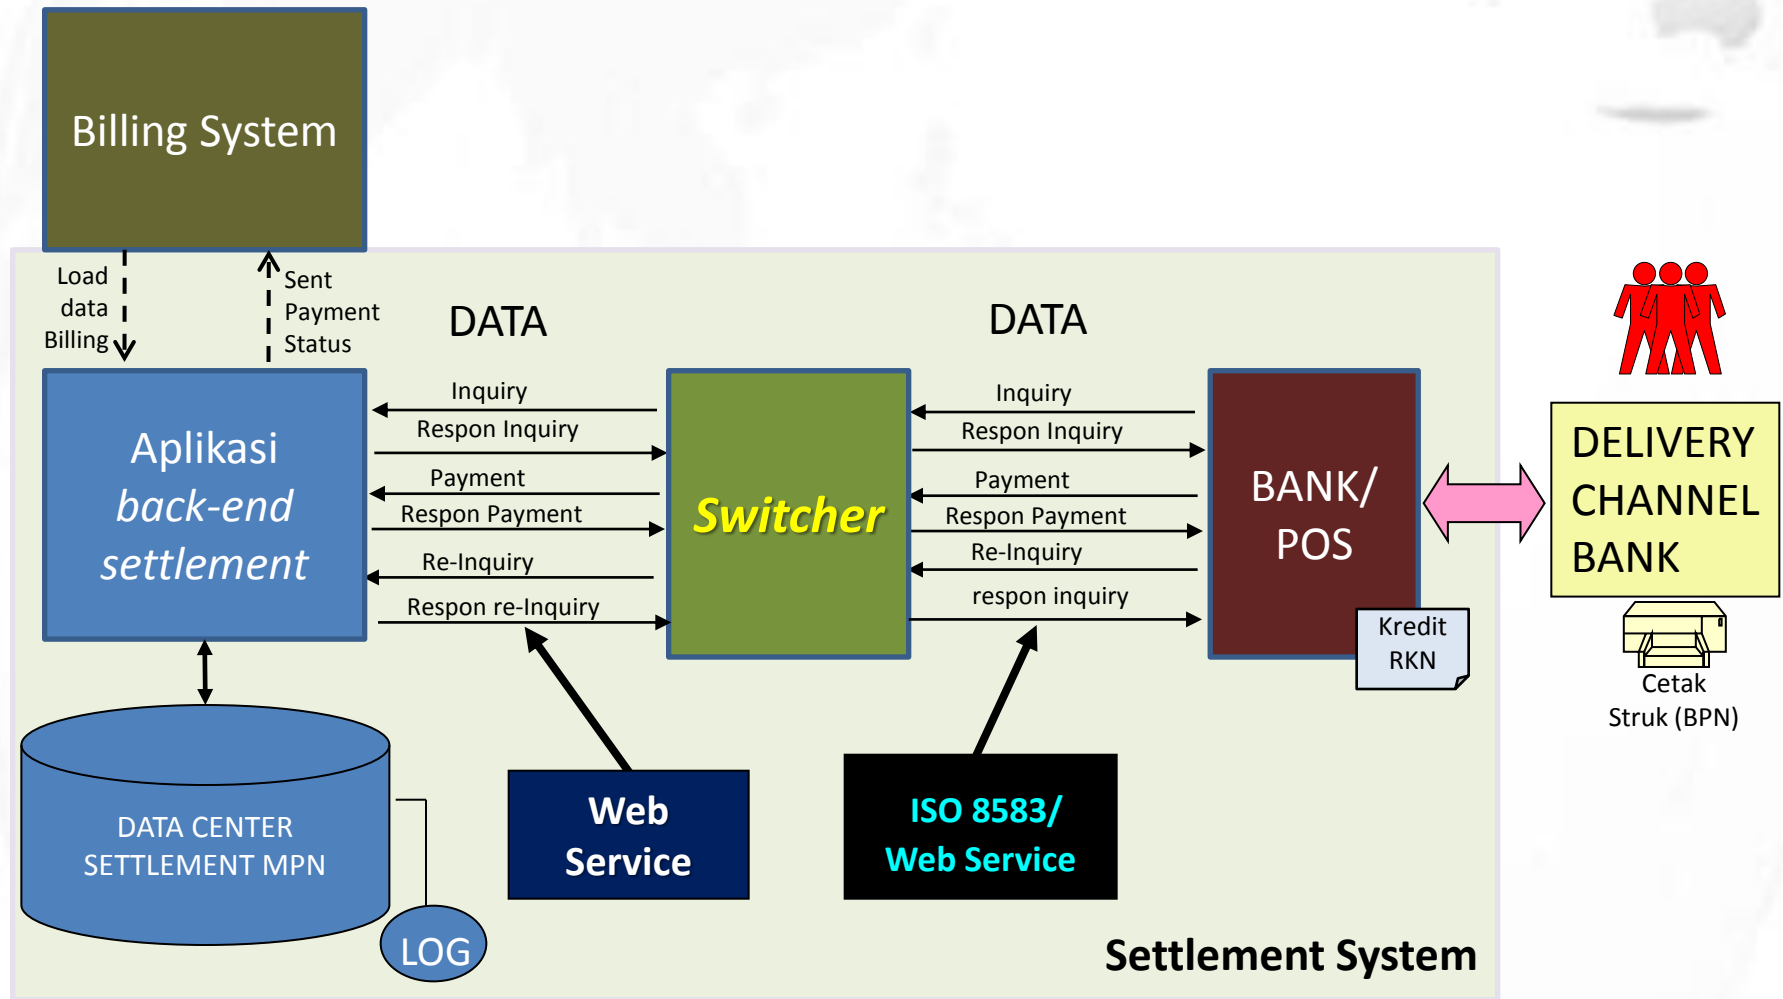 Billing System
Load
data
Billing
Sent
Payment
Status
DATA
DATA
Aplikasi
back-end
settlement
Inquiry
Respon Inquiry
Payment
Respon Payment
Re-Inquiry
Respon re-Inquiry
Switcher
Inquiry
Respon Inquiry
Payment
Respon Payment
Re-Inquiry
respon inquiry
BANK/
POS
Kredit
RKN
DELIVERY
CHANNEL
BANK
Cetak
Struk (BPN)
DATA CENTER
SETTLEMENT MPN
LOG
Web
Service
ISO 8583/
Web Service
Settlement System